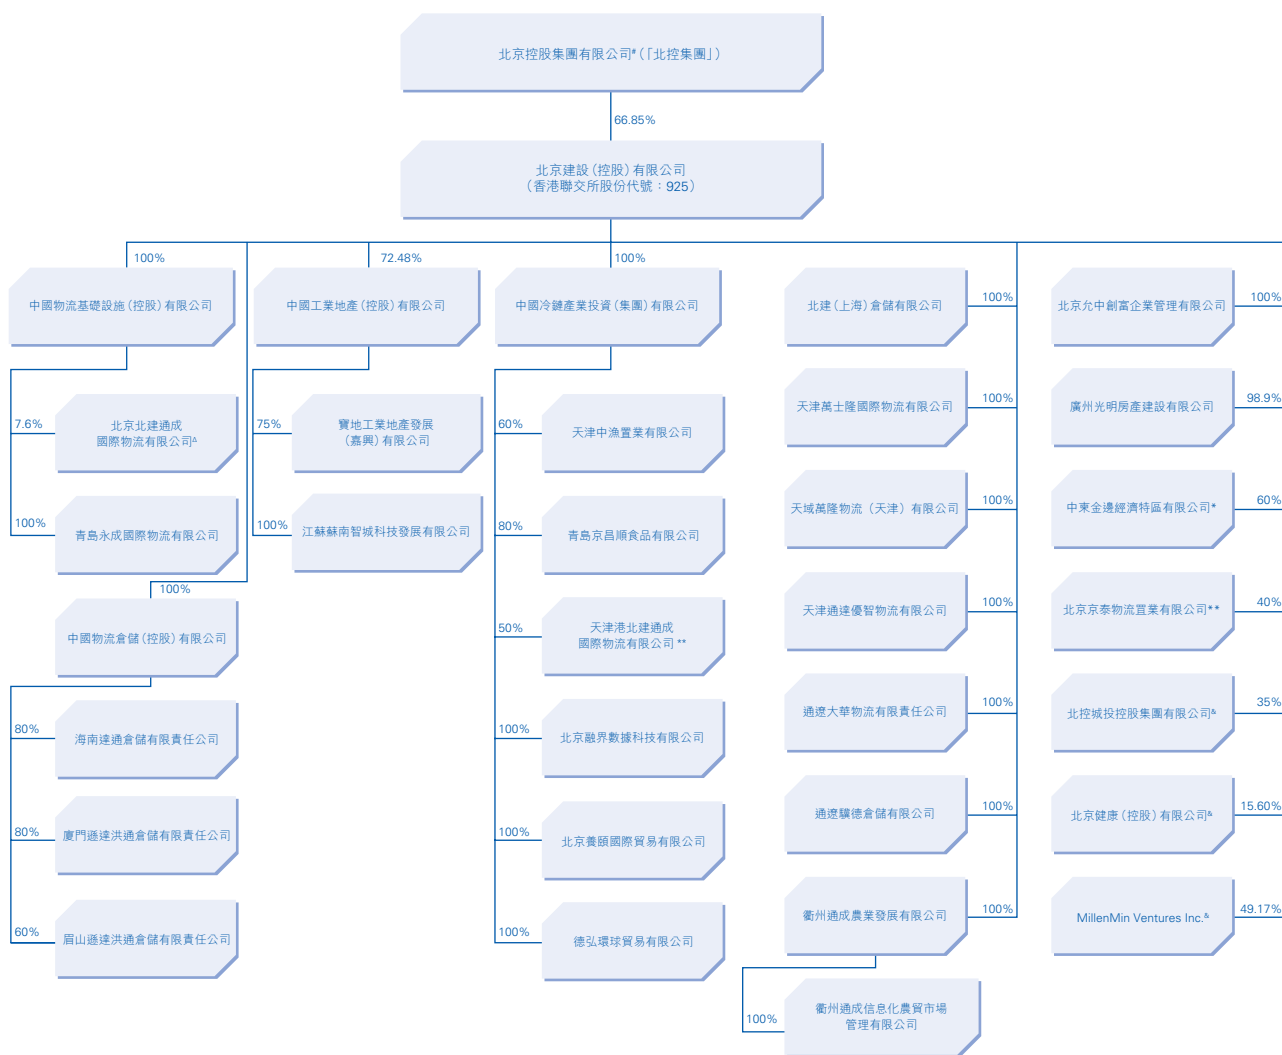 北京控股集團有限公司#(「北控集團」)
66.85%
北京建設(控股)有限公司
(香港聯交所股份代號：925)
100%
72.48%
100%
中國物流基礎設施(控股)有限公司
中國工業地產(控股)有限公司
中國冷鏈產業投資(集團)有限公司
北建(上海)倉儲有限公司
100%
北京允中創富企業管理有限公司
100%
7.6%
北京北建通成
國際物流有限公司△
75%
寶地工業地產發展
(嘉興)有限公司
60%
天津中漁置業有限公司
天津萬士隆國際物流有限公司
100%
廣州光明房產建設有限公司
98.9%
100%
青島永成國際物流有限公司
100%
江蘇蘇南智城科技發展有限公司
80%
青島京昌順食品有限公司
天域萬隆物流（天津）有限公司
100%
中柬金邊經濟特區有限公司*
60%
100%
中國物流倉儲(控股)有限公司
50%
天津港北建通成
國際物流有限公司**
天津通達優智物流有限公司
100%
北京京泰物流置業有限公司**
40%
80%
海南達通倉儲有限責任公司
100%
北京融界數據科技有限公司
通遼大華物流有限責任公司
100%
北控城投控股集團有限公司&
35%
80%
廈門遜達洪通倉儲有限責任公司
100%
北京養頤國際貿易有限公司
通遼驥德倉儲有限公司
100%
北京健康(控股)有限公司&
15.60%
60%
眉山遜達洪通倉儲有限責任公司
100%
德弘環球貿易有限公司
衢州通成農業發展有限公司
100%
MillenMin Ventures Inc.&
49.17%
100%
衢州通成信息化農貿市場
管理有限公司